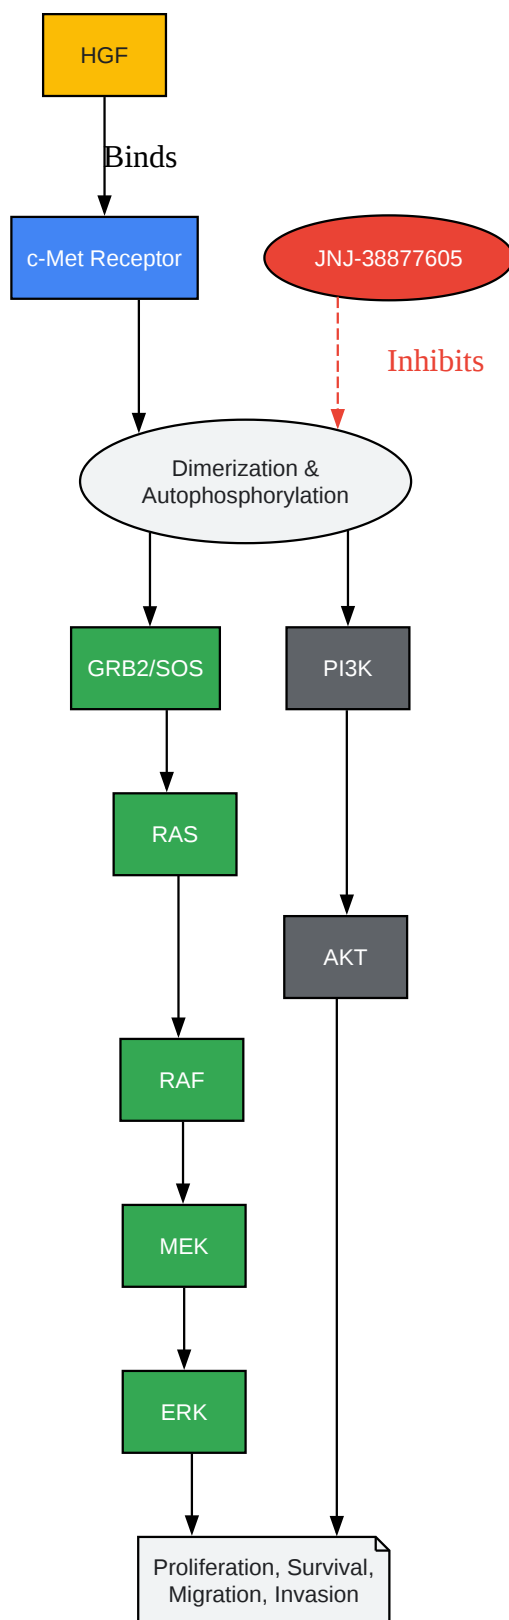 HGF
Binds
c-Met Receptor
JNJ-38877605
Inhibits
Dimerization &
Autophosphorylation
GRB2/SOS
PI3K
RAS
AKT
RAF
MEK
ERK
Proliferation, Survival,
Migration, Invasion